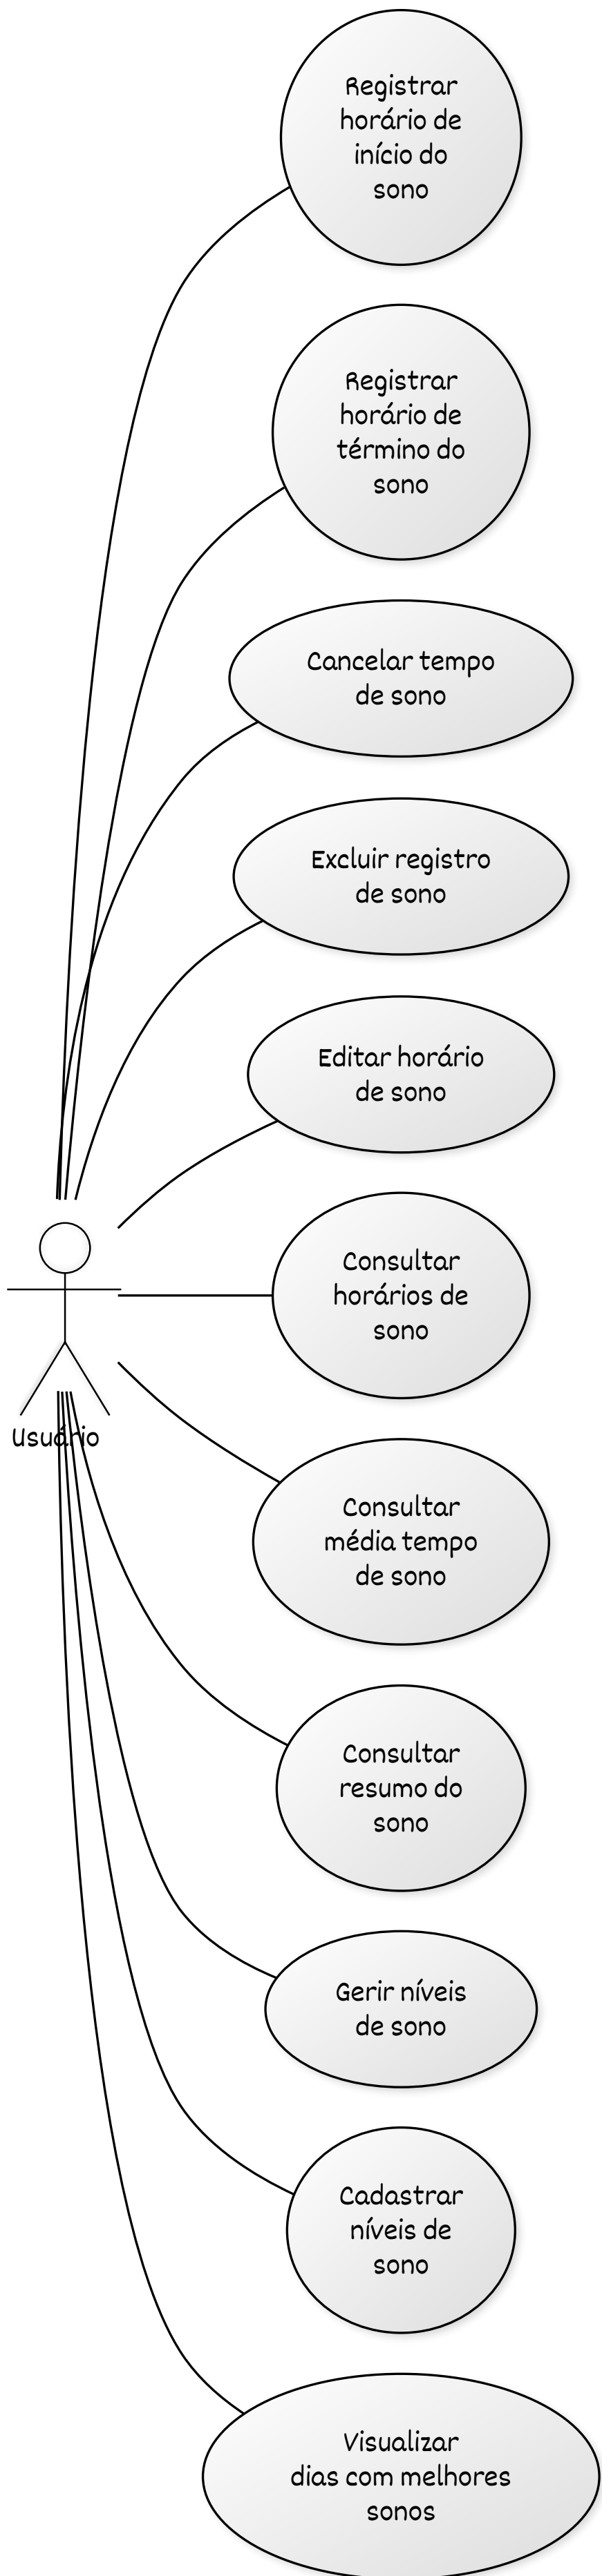 Registrar
horário de
início do
sono
Registrar
horário de
término do
sono
Cancelar tempo
de sono
Excluir registro
de sono
Editar horário
de sono
Consultar
horários de
sono
Usuário
Consultar
média tempo
de sono
Consultar
resumo do
sono
Gerir níveis
de sono
Cadastrar
níveis de
sono
Visualizar
dias com melhores
sonos